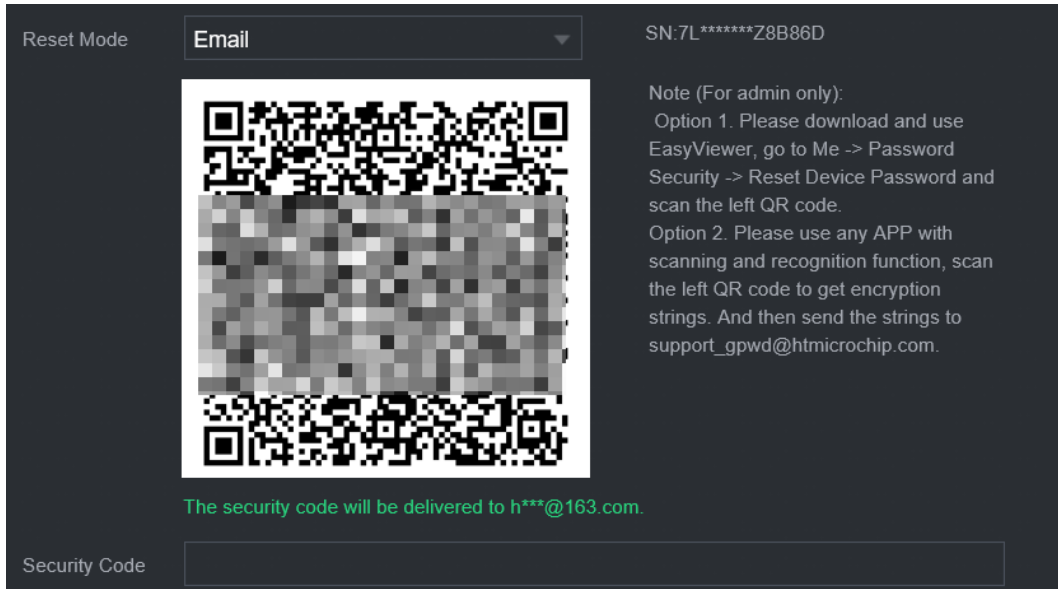 Reset Mode
Email
SN:7L*******Z8B86D
Note (For admin only):
Option 1. Please download and use
EasyViewer, go to Me -> Password
Security -> Reset Device Password and
scan the left QR code.
Option 2. Please use any APP with
scanning and recognition function, scan
the left QR code to get encryption
strings. And then send the strings to
support_gpwd@htmicrochip.com.
The security code will be delivered to h***@163.com.
Security Code